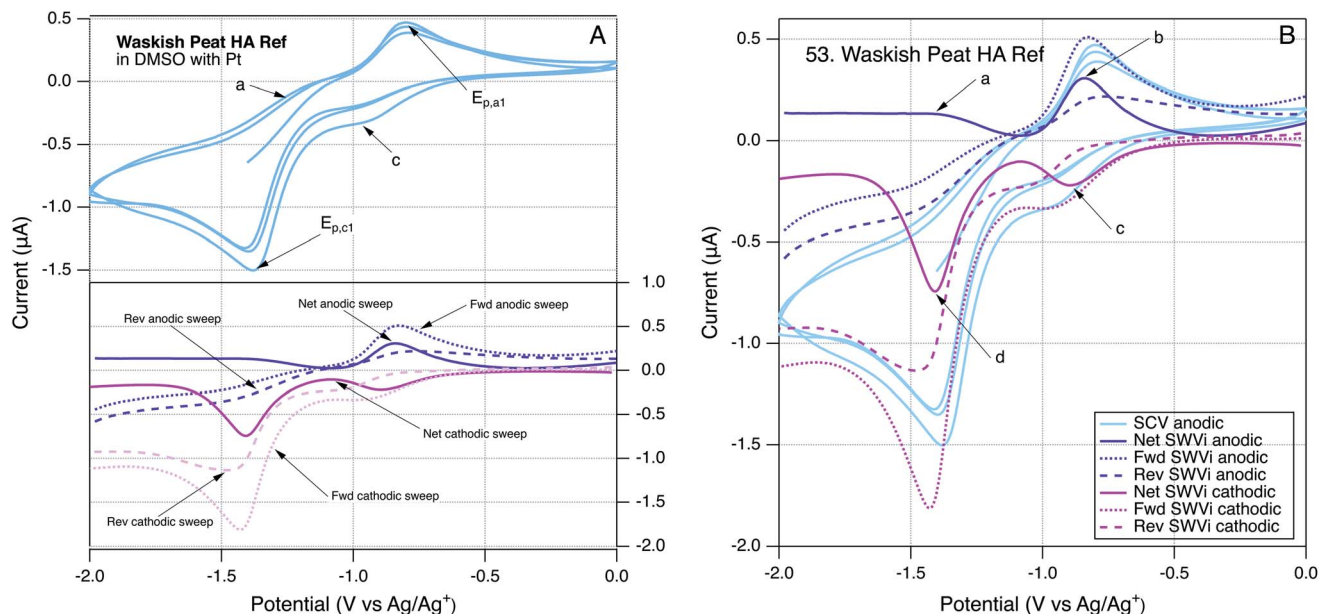 A
Waskish Peat HA Ref
in DMSO with Pt
a
E_p,a1
c
E_p,c1
0.5
0.0
-0.5
-1.0
-1.5
Current (µA)
1.0
0.5
0.0
-0.5
-1.0
-1.5
-2.0
Net anodic sweep
Fwd anodic sweep
Rev anodic sweep
Net cathodic sweep
Fwd cathodic sweep
Rev cathodic sweep
-2.0 -1.5 -1.0 -0.5 0.0
Potential (V vs Ag/Ag⁺)
B
53. Waskish Peat HA Ref
a
b
c
d
0.5
0.0
-0.5
-1.0
-1.5
-2.0
Current (µA)
SCV anodic
Net SWVi anodic
Fwd SWVi anodic
Rev SWVi anodic
Net SWVi cathodic
Fwd SWVi cathodic
Rev SWVi cathodic
-2.0 -1.5 -1.0 -0.5 0.0
Potential (V vs Ag/Ag⁺)